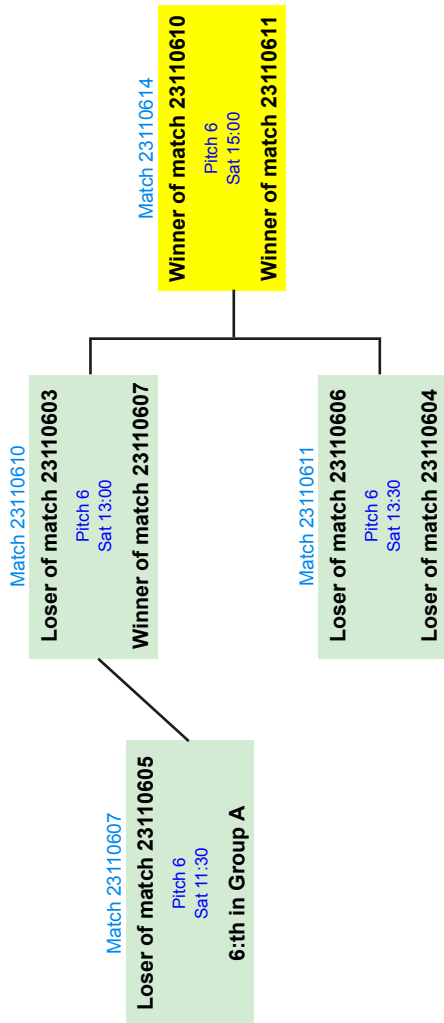 Match 23110607
Loser of match 23110605
Pitch 6
Sat 11:30
6:th in Group A
Match 23110610
Loser of match 23110603
Pitch 6
Sat 13:00
Winner of match 23110607
Match 23110611
Loser of match 23110606
Pitch 6
Sat 13:30
Loser of match 23110604
Match 23110614
Winner of match 23110610
Pitch 6
Sat 15:00
Winner of match 23110611